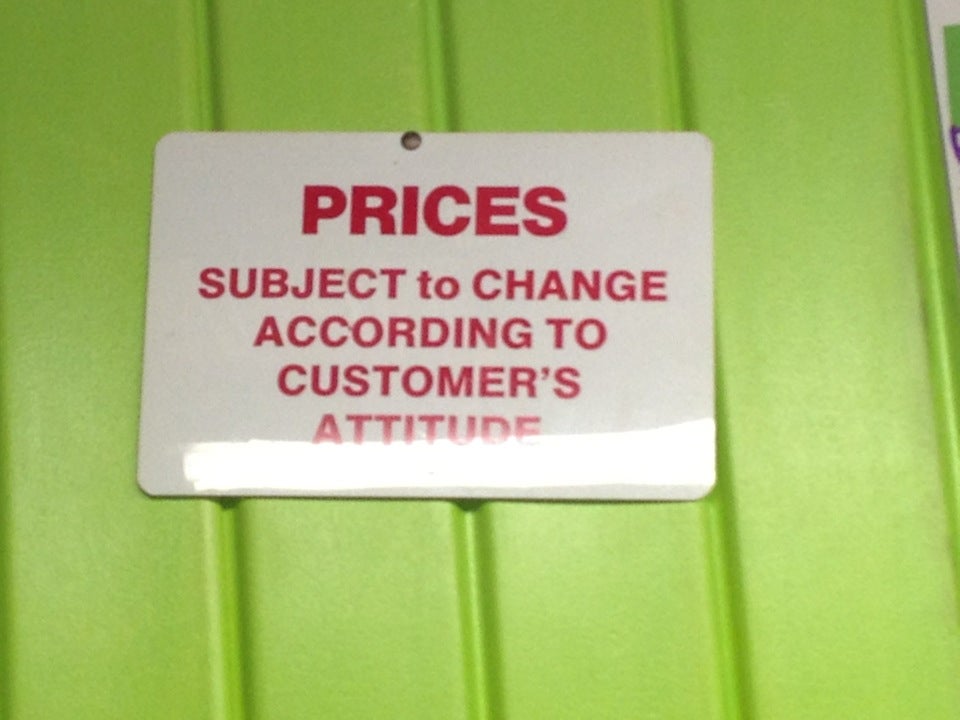 PRICES
SUBJECT to CHANGE
ACCORDING TO
CUSTOMER'S
ATTITUDE